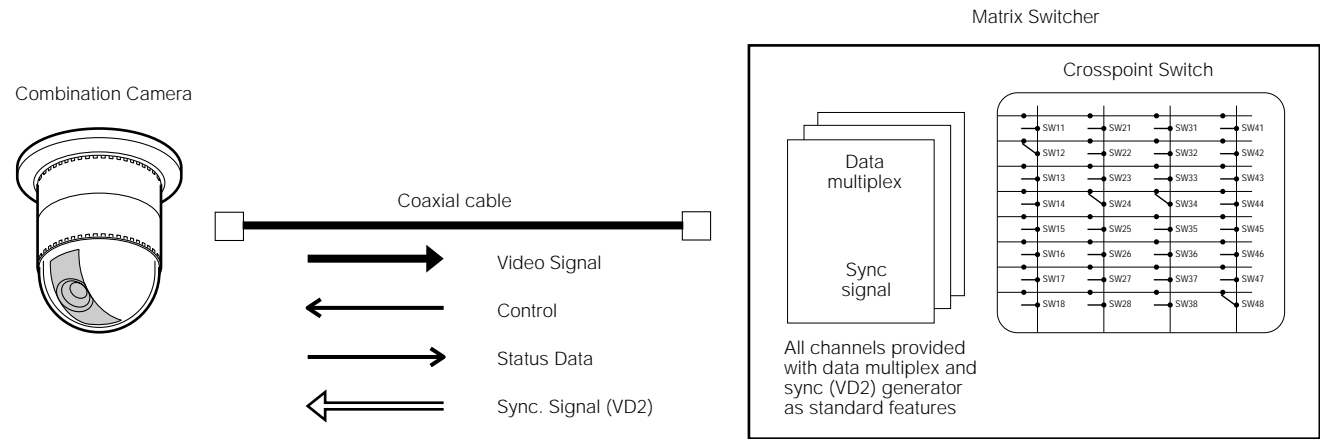 Matrix Switcher
Combination Camera
Crosspoint Switch
SW11 SW21 SW31 SW41
SW12 SW22 SW32 SW42
SW13 SW23 SW33 SW43
SW14 SW24 SW34 SW44
SW15 SW25 SW35 SW45
SW16 SW26 SW36 SW46
SW17 SW27 SW37 SW47
SW18 SW28 SW38 SW48
Data
multiplex
Sync
signal
Coaxial cable
Video Signal
Control
Status Data
Sync. Signal (VD2)
All channels provided
with data multiplex and
sync (VD2) generator
as standard features